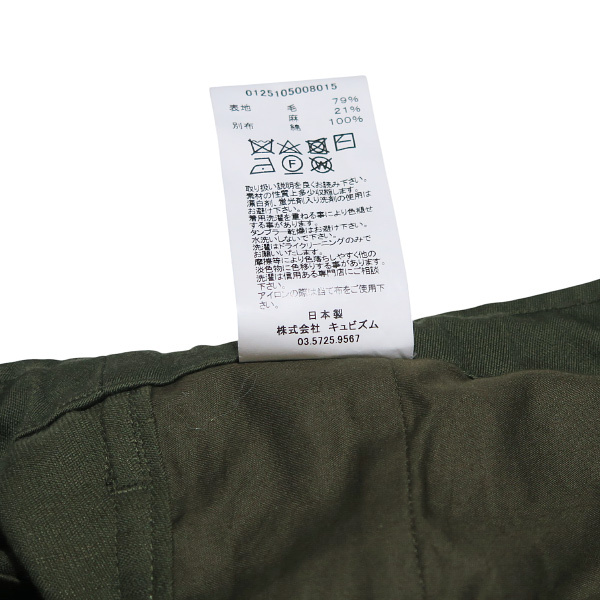 0125105008015
表地 毛 79%
麻 21%
別布 綿 100%
取り扱い説明を良くお読み下さい。
素材の性質上多少収縮します。
漂白剤、蛍光剤入り洗剤の使用は
お避け下さい。
着用洗濯を重ねる事により色褪せ
する事があります。
タンブラー乾燥はお避け下さい。
水洗いしないで下さい。
洗濯はドライクリーニングのみで
お願いします。
摩擦等により色落ちしやすく他の
淡色物に色移りする事があります。
洗濯は信用ある専門店にご相談
下さい。
アイロンの際は当て布をご使用下
さい。
日本製
株式会社 キュビズム
03.5725.9567